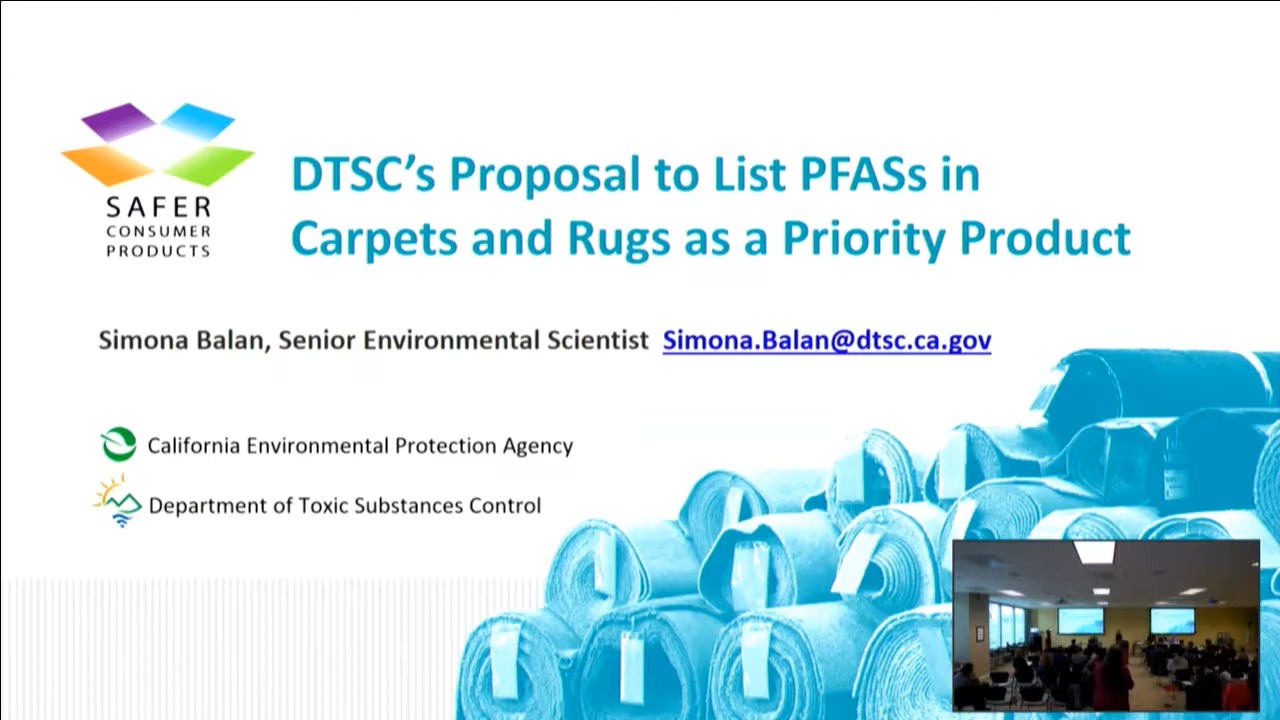 DTSC’s Proposal to List PFASs in
Carpets and Rugs as a Priority Product
SAFER
CONSUMER
PRODUCTS
Simona Balan, Senior Environmental Scientist Simona.Balan@dtsc.ca.gov
California Environmental Protection Agency
Department of Toxic Substances Control